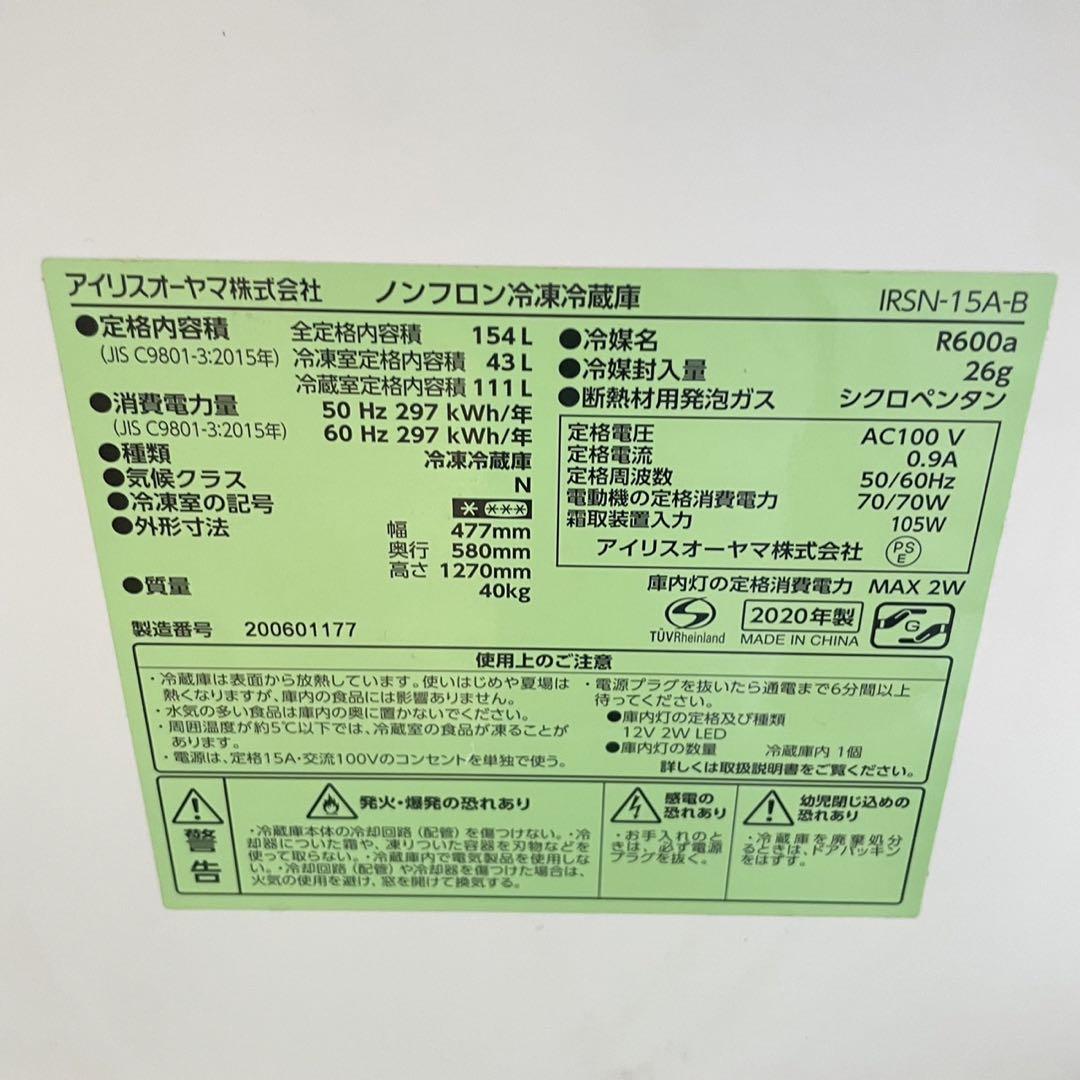 アイリスオーヤマ株式会社 ノンフロン冷凍冷蔵庫 IRSN-15A-B
●定格内容積 全定格内容積 154 L
(JIS C9801-3:2015年) 冷凍室定格内容積 43 L
冷蔵室定格内容積 111 L
●消費電力量 50 Hz 297 kWh/年
(JIS C9801-3:2015年) 60 Hz 297 kWh/年
●種類 冷凍冷蔵庫
●気候クラス N
●冷凍室の記号
●外形寸法 幅 477mm
奥行 580mm
高さ 1270mm
●質量 40kg
製造番号 200601177
●冷媒名 R600a
●冷媒封入量 26g
●断熱材用発泡ガス シクロペンタン
定格電圧 AC100 V
定格電流 0.9A
定格周波数 50/60Hz
電動機の定格消費電力 70/70W
霜取装置入力 105W
アイリスオーヤマ株式会社 PSE
庫内灯の定格消費電力 MAX 2W
TÜVRheinland
2020年製
MADE IN CHINA
G
使用上のご注意
・冷蔵庫は表面から放熱しています。使いはじめや夏場は
熱くなりますが、庫内の食品には影響ありません。
・水気の多い食品は庫内の奥に置かないでください。
・周囲温度が約5℃以下では、冷蔵室の食品が凍ることが
あります。
・電源は、定格15A・交流100Vのコンセントを単独で使う。
・電源プラグを抜いたら通電まで6分間以上
待ってください。
●庫内灯の定格及び種類
12V 2W LED
●庫内灯の数量 冷蔵庫内 1個
詳しくは取扱説明書をご覧ください。
警告
発火・爆発の恐れあり
・冷蔵庫本体の冷却回路（配管）を傷つけない。・冷
却器についた霜や、凍りついた容器を刃物などを
使って取らない。・冷蔵庫内で電気製品を使用しな
い。・冷却回路（配管）や冷却器を傷つけた場合は、
火気の使用を避け、窓を開けて換気する。
感電の
恐れあり
・お手入れのと
きは、必ず電源
プラグを抜く。
幼児閉じ込めの
恐れあり
・冷蔵庫を廃棄処分
るときは、ドアパッキン
をはずす。